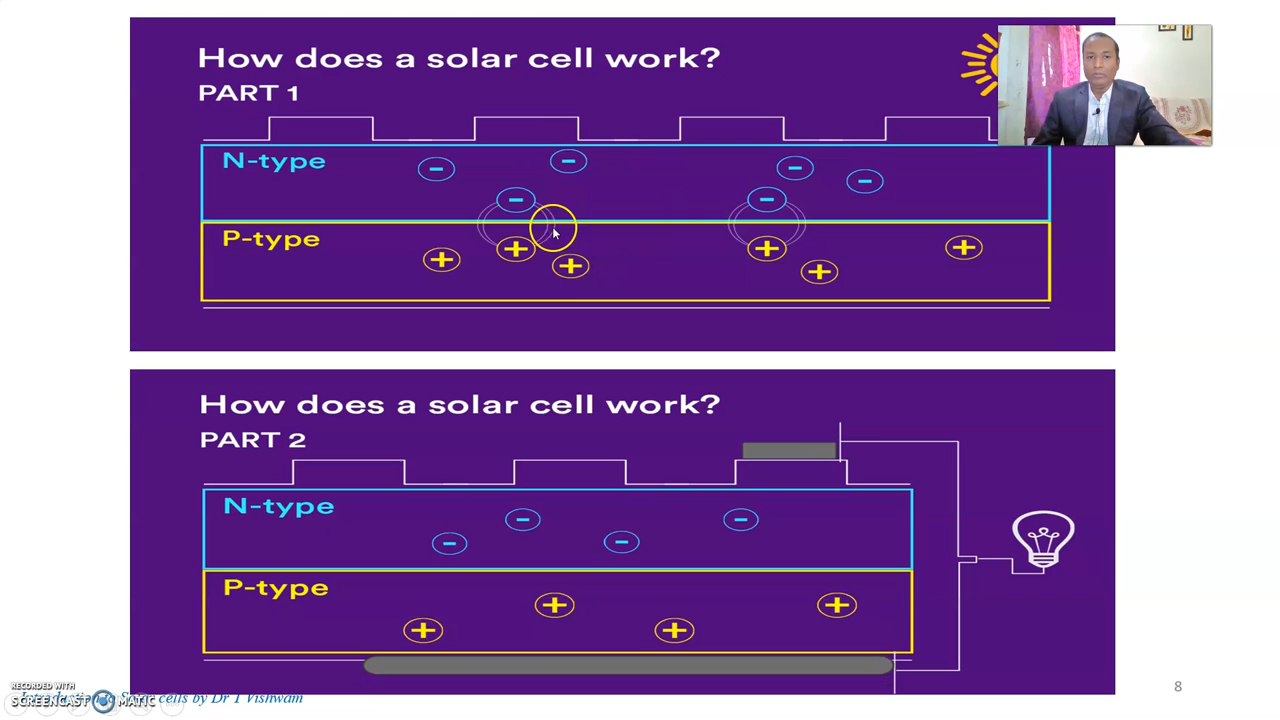 How does a solar cell work?
PART 1
N-type
P-type
How does a solar cell work?
PART 2
N-type
P-type
RECORDED WITH
SCREENCAST MATIC
Solar cells by Dr T Vishwam
8